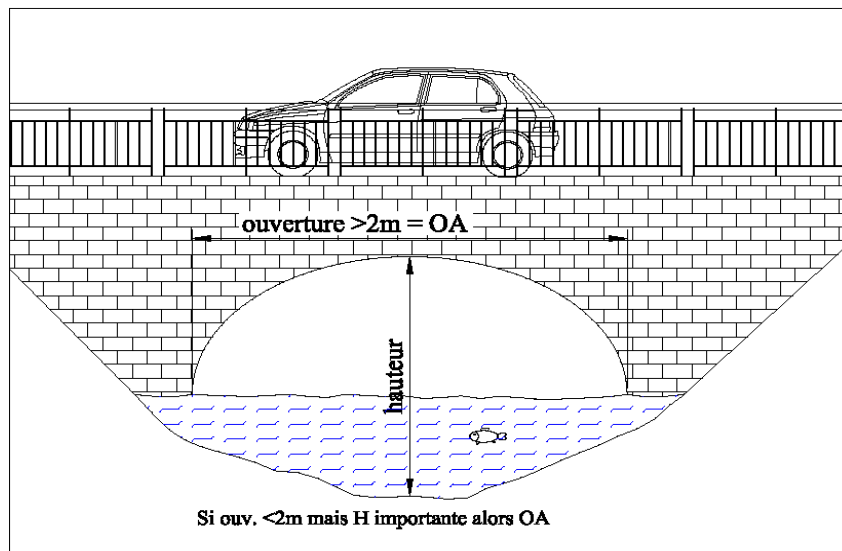 ouverture >2m = OA
hauteur
Si ouv. <2m mais H importante alors OA